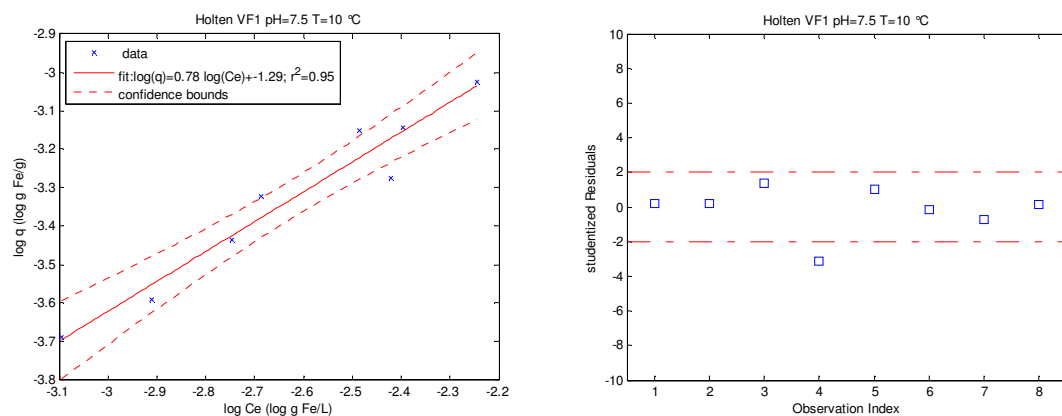 Holten VF1 pH=7.5 T=10 °C
-2.9
-3
-3.1
-3.2
-3.3
-3.4
-3.5
-3.6
-3.7
-3.8
log q (log g Fe/g)
data
fit:log(q)=0.78 log(Ce)+-1.29; r²=0.95
confidence bounds
-3.1 -3 -2.9 -2.8 -2.7 -2.6 -2.5 -2.4 -2.3 -2.2
log Ce (log g Fe/L)
Holten VF1 pH=7.5 T=10 °C
10
8
6
4
2
0
-2
-4
-6
-8
-10
studentized Residuals
1 2 3 4 5 6 7 8
Observation Index